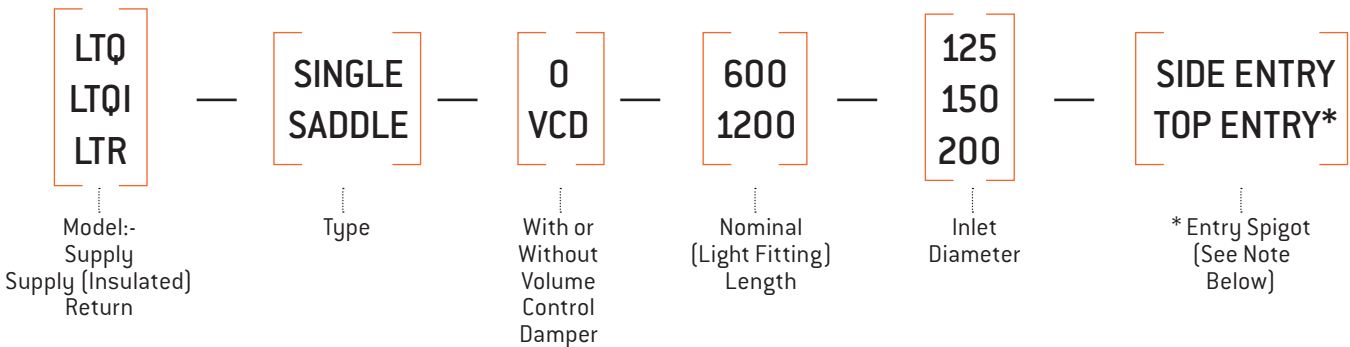 LTQ
LTQI
LTR
—
SINGLE
SADDLE
—
0
VCD
—
600
1200
—
125
150
200
—
SIDE ENTRY
TOP ENTRY*
Model:-
Supply
Supply (Insulated)
Return
Type
With or
Without
Volume
Control
Damper
Nominal
(Light Fitting)
Length
Inlet
Diameter
* Entry Spigot
(See Note
Below)